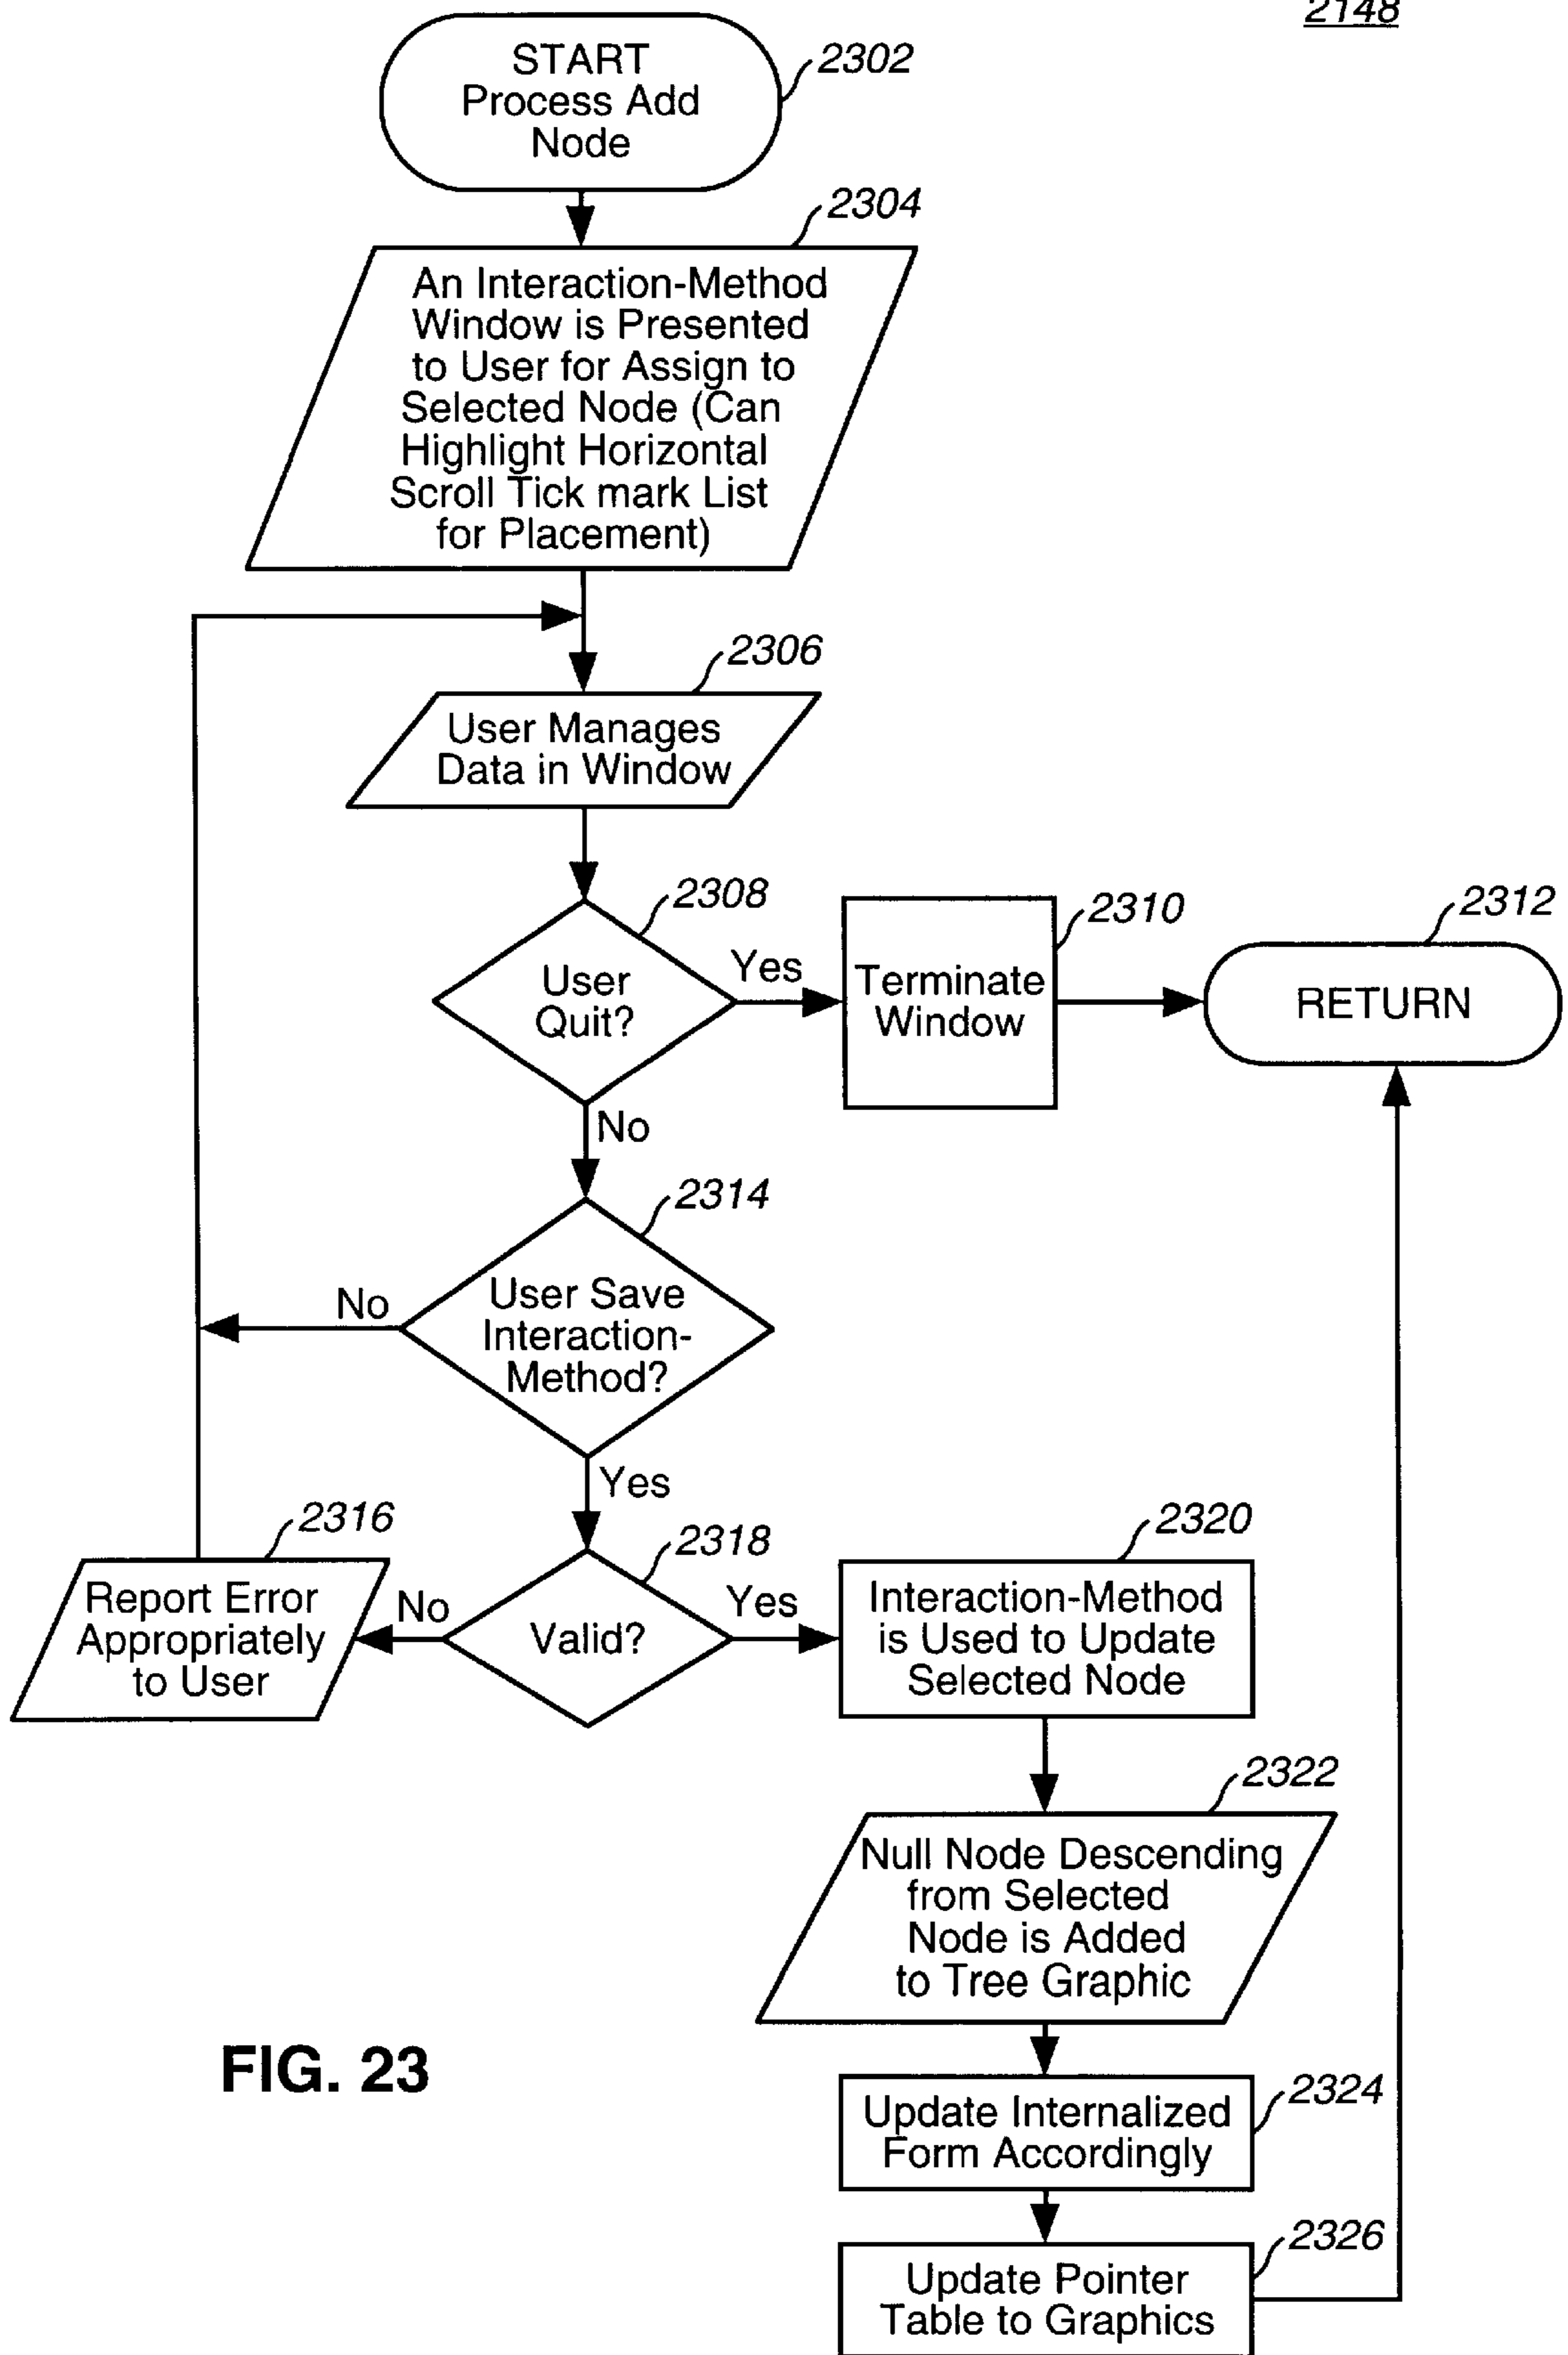 2148
START
Process Add
Node
2302
2304
An Interaction-Method
Window is Presented
to User for Assign to
Selected Node (Can
Highlight Horizontal
Scroll Tick mark List
for Placement)
2306
User Manages
Data in Window
2308
User
Quit?
Yes
2310
Terminate
Window
2312
RETURN
No
2314
User Save
Interaction-
Method?
No
Yes
2316
Report Error
Appropriately
to User
No
2318
Valid?
Yes
2320
Interaction-Method
is Used to Update
Selected Node
2322
Null Node Descending
from Selected
Node is Added
to Tree Graphic
2324
Update Internalized
Form Accordingly
2326
Update Pointer
Table to Graphics
FIG. 23